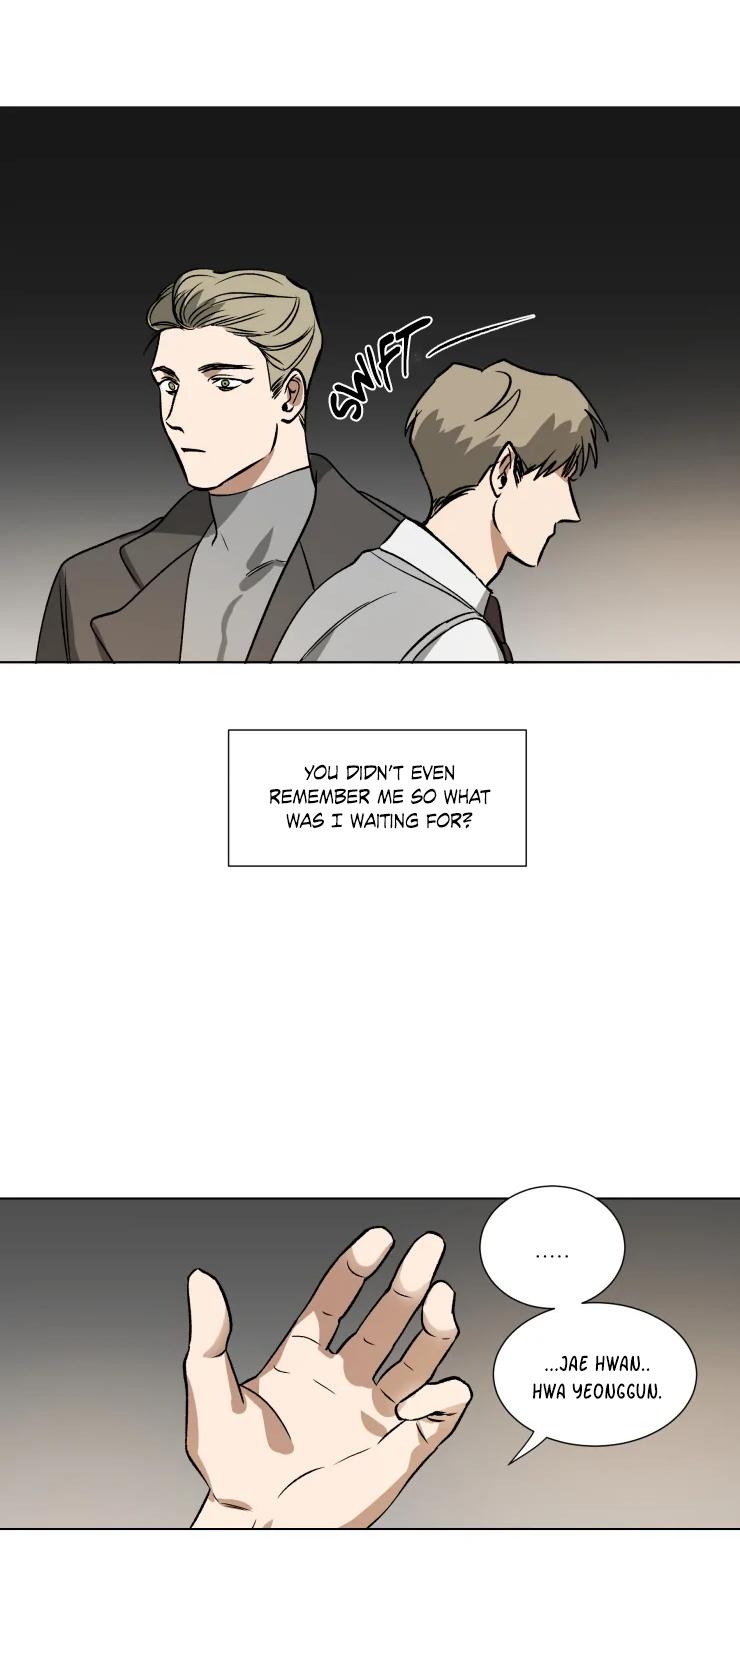 SWIFT
YOU DIDN'T EVEN
REMEMBER ME SO WHAT
WAS I WAITING FOR?
.....
...JAE HWAN..
HWA YEONGGUN.